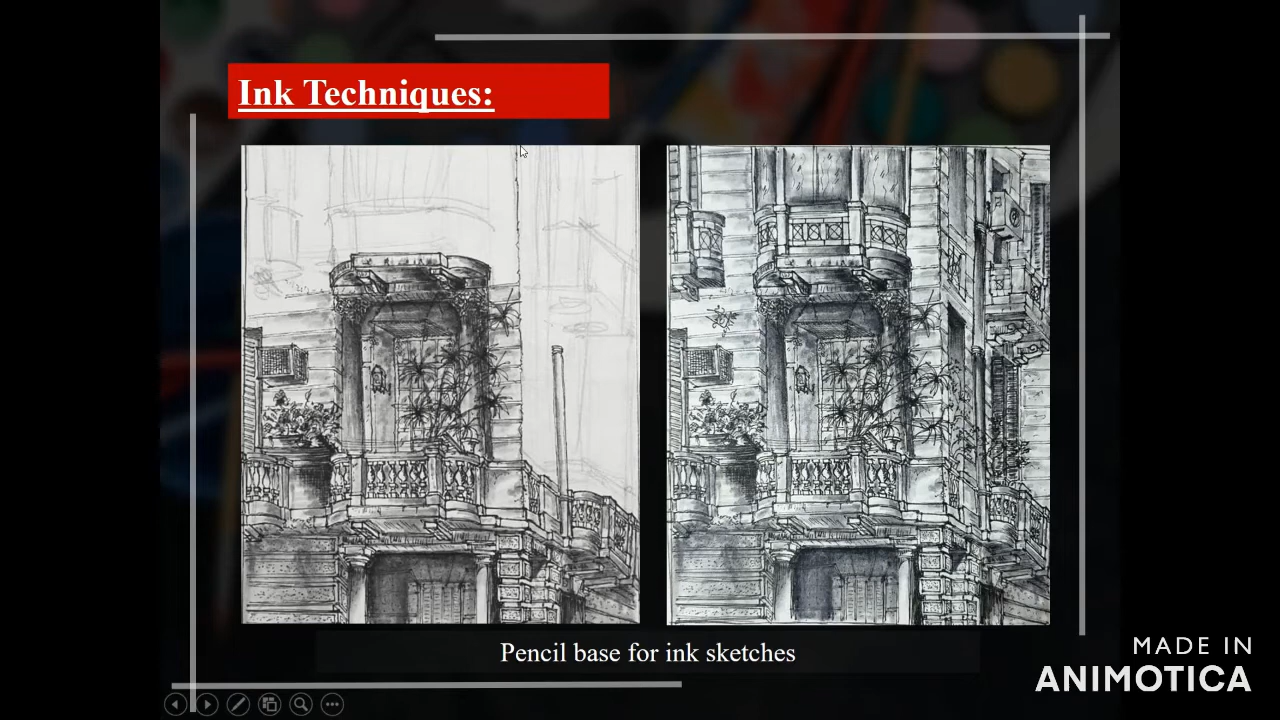 Ink Techniques:
Pencil base for ink sketches
MADE IN
ANIMOTICA